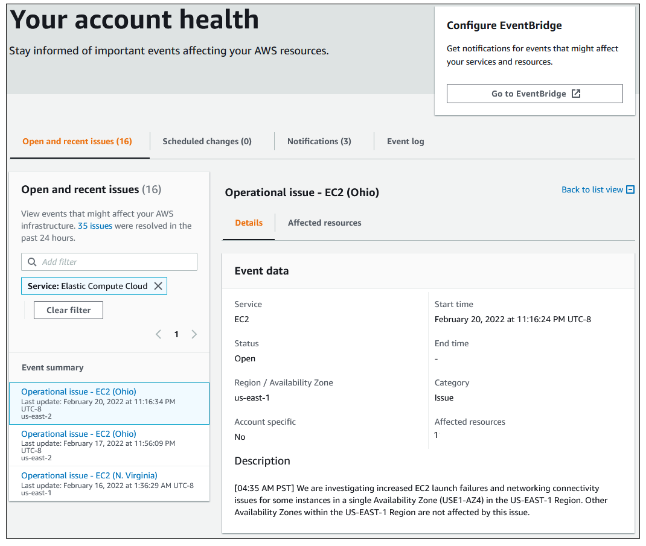 Your account health
Stay informed of important events affecting your AWS resources.
Configure EventBridge
Get notifications for events that might affect
your services and resources.
Go to EventBridge
Open and recent issues (16)
Scheduled changes (0)
Notifications (3)
Event log
Open and recent issues (16)
View events that might affect your AWS
infrastructure. 35 issues were resolved in the
past 24 hours.
Add filter
Service: Elastic Compute Cloud
Clear filter
1
Event summary
Operational issue - EC2 (Ohio)
Last update: February 20, 2022 at 11:16:34 PM
UTC-8
us-east-2
Operational issue - EC2 (Ohio)
Last update: February 17, 2022 at 11:56:09 PM
UTC-8
us-east-2
Operational issue - EC2 (N. Virginia)
Last update: February 16, 2022 at 1:36:29 AM UTC-8
us-east-1
Operational issue - EC2 (Ohio)
Back to list view
Details
Affected resources
Event data
Service
EC2
Start time
February 20, 2022 at 11:16:24 PM UTC-8
Status
Open
End time
-
Region / Availability Zone
us-east-1
Category
Issue
Account specific
No
Affected resources
1
Description
[04:35 AM PST] We are investigating increased EC2 launch failures and networking connectivity
issues for some instances in a single Availability Zone (USE1-AZ4) in the US-EAST-1 Region. Other
Availability Zones within the US-EAST-1 Region are not affected by this issue.